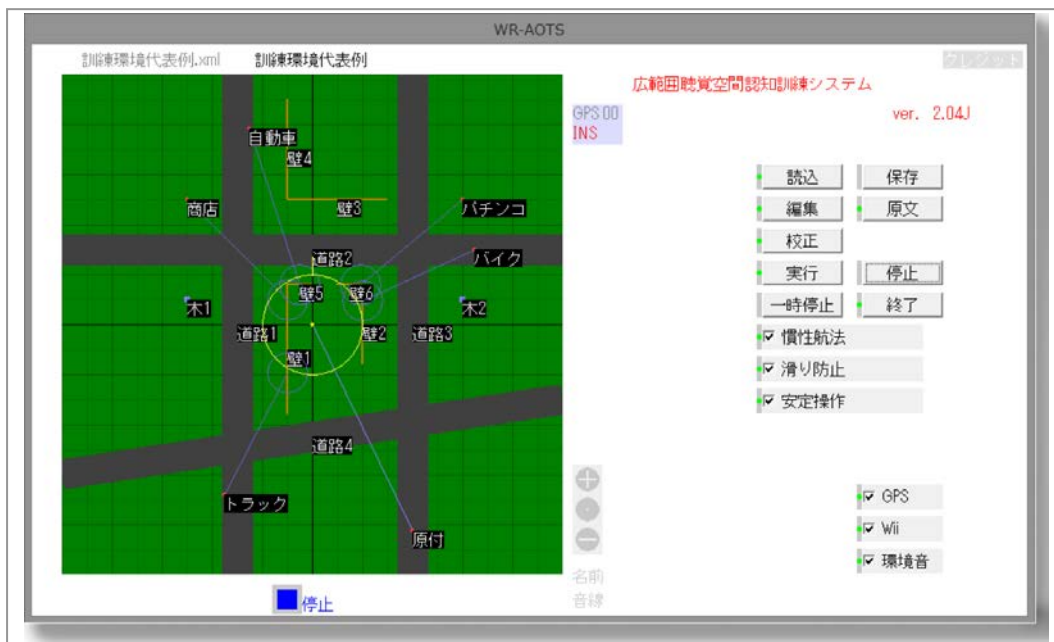 WR-AOTS
訓練環境代表例.xml 訓練環境代表例
クレジット
広範囲聴覚空間認知訓練システム
ver. 2.04J
GPS 00
INS
自動車
壁4
商店
壁3
パチンコ
道路2
バイク
壁5
壁6
木1
木2
道路1
壁2
道路3
壁1
道路4
トラック
原付
停止
読込 保存
編集 原文
校正
実行 停止
一時停止 終了
慣性航法
滑り防止
安定操作
GPS
Wii
環境音
名前
音線